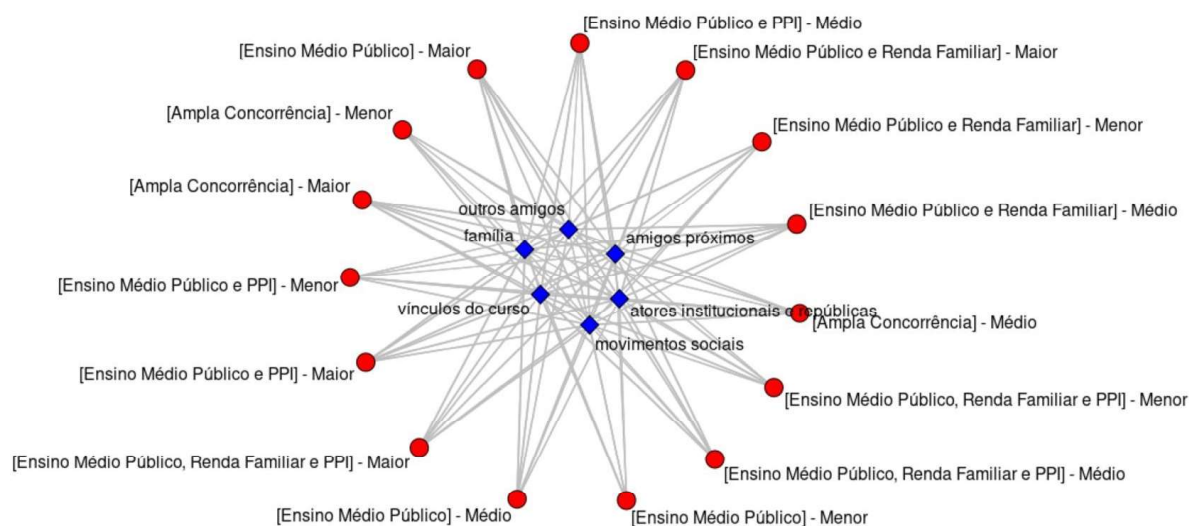 [Ensino Médio Público e PPI] - Médio
[Ensino Médio Público] - Maior
[Ensino Médio Público e Renda Familiar] - Maior
[Ampla Concorrência] - Menor
[Ensino Médio Público e Renda Familiar] - Menor
[Ampla Concorrência] - Maior
outros amigos
[Ensino Médio Público e Renda Familiar] - Médio
família
amigos próximos
[Ensino Médio Público e PPI] - Menor
vínculos do curso
atores institucionais e repúblicas
[Ampla Concorrência] - Médio
movimentos sociais
[Ensino Médio Público e PPI] - Maior
[Ensino Médio Público, Renda Familiar e PPI] - Menor
[Ensino Médio Público, Renda Familiar e PPI] - Maior
[Ensino Médio Público, Renda Familiar e PPI] - Médio
[Ensino Médio Público] - Médio
[Ensino Médio Público] - Menor